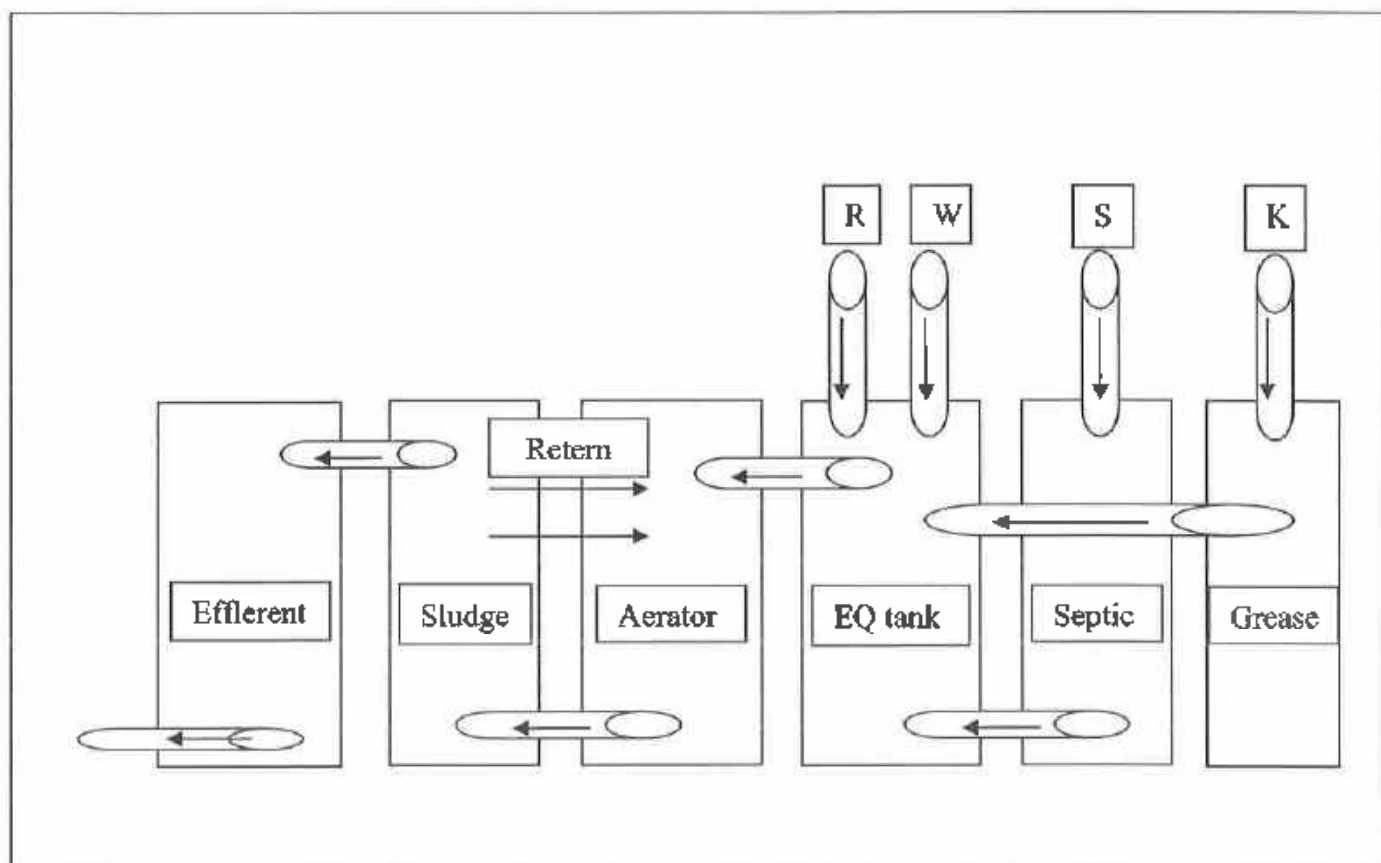 R
W
S
K
Retern
Efflerent
Sludge
Aerator
EQ tank
Septic
Grease